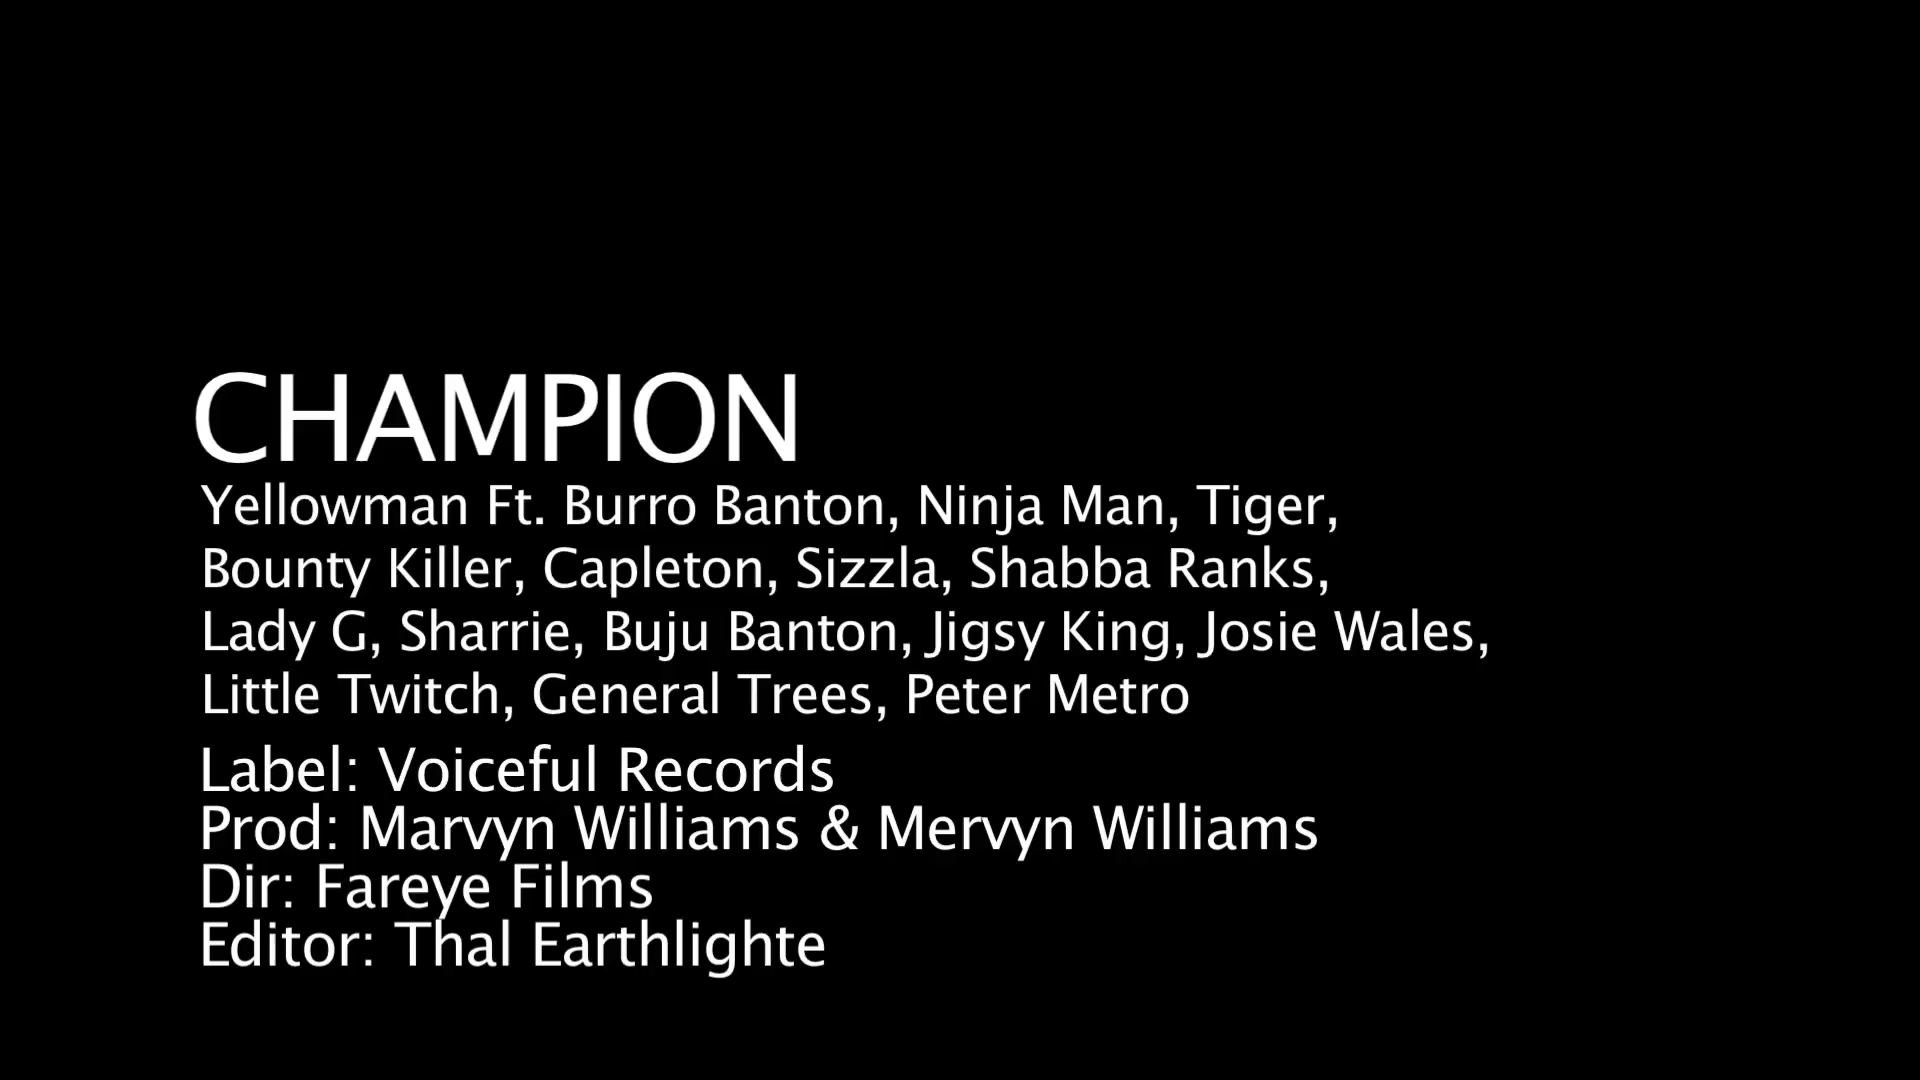 CHAMPION
Yellowman Ft. Burro Banton, Ninja Man, Tiger,
Bounty Killer, Capleton, Sizzla, Shabba Ranks,
Lady G, Sharrie, Buju Banton, Jigsy King, Josie Wales,
Little Twitch, General Trees, Peter Metro
Label: Voiceful Records
Prod: Marvyn Williams & Mervyn Williams
Dir: Fareye Films
Editor: Thal Earthlighte